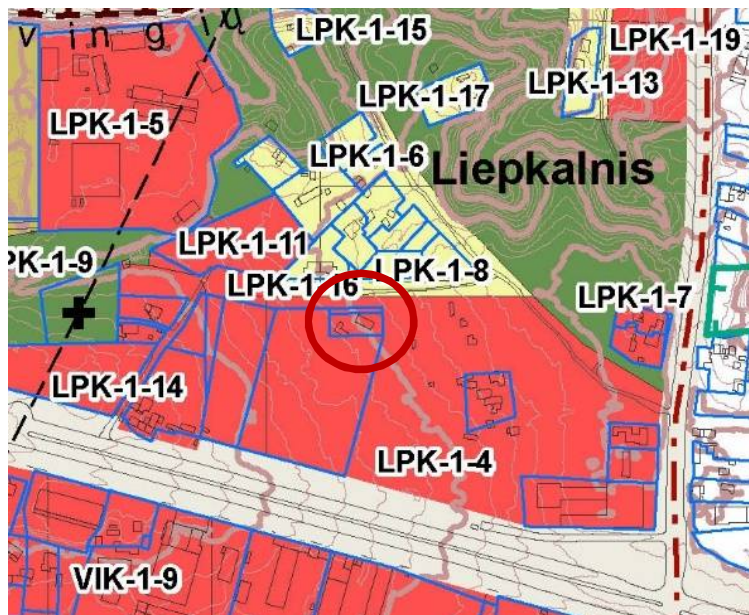 v i n g i ų
LPK-1-15
LPK-1-19
LPK-1-17
LPK-1-13
LPK-1-5
LPK-1-6
Liepkalnis
LPK-1-11
PK-1-9
LPK-1-16
LPK-1-8
LPK-1-7
LPK-1-14
LPK-1-4
VIK-1-9